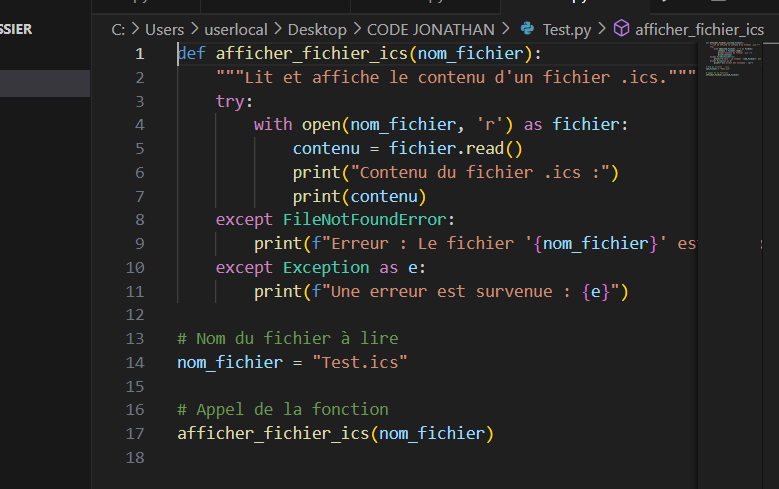 SSIER
C: > Users > userlocal > Desktop > CODE JONATHAN > Test.py > afficher_fichier_ics
1 def afficher_fichier_ics(nom_fichier):
2     """Lit et affiche le contenu d'un fichier .ics."""
3     try:
4         with open(nom_fichier, 'r') as fichier:
5             contenu = fichier.read()
6             print("Contenu du fichier .ics :")
7             print(contenu)
8     except FileNotFoundError:
9         print(f"Erreur : Le fichier '{nom_fichier}' es
10     except Exception as e:
11         print(f"Une erreur est survenue : {e}")
12
13 # Nom du fichier à lire
14 nom_fichier = "Test.ics"
15
16 # Appel de la fonction
17 afficher_fichier_ics(nom_fichier)
18